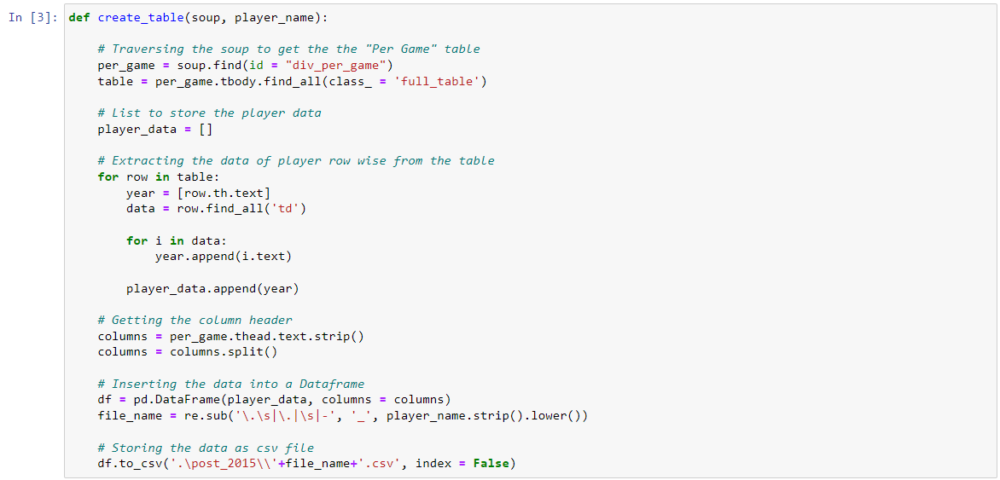 In [3]: def create_table(soup, player_name):
# Traversing the soup to get the the "Per Game" table
per_game = soup.find(id = "div_per_game")
table = per_game.tbody.find_all(class_ = 'full_table')
# List to store the player data
player_data = []
# Extracting the data of player row wise from the table
for row in table:
year = [row.th.text]
data = row.find_all('td')
for i in data:
year.append(i.text)
player_data.append(year)
# Getting the column header
columns = per_game.thead.text.strip()
columns = columns.split()
# Inserting the data into a Dataframe
df = pd.DataFrame(player_data, columns = columns)
file_name = re.sub('\.\s|\.|\s|-', '_', player_name.strip().lower())
# Storing the data as csv file
df.to_csv('.\post_2015\\'+file_name+'.csv', index = False)